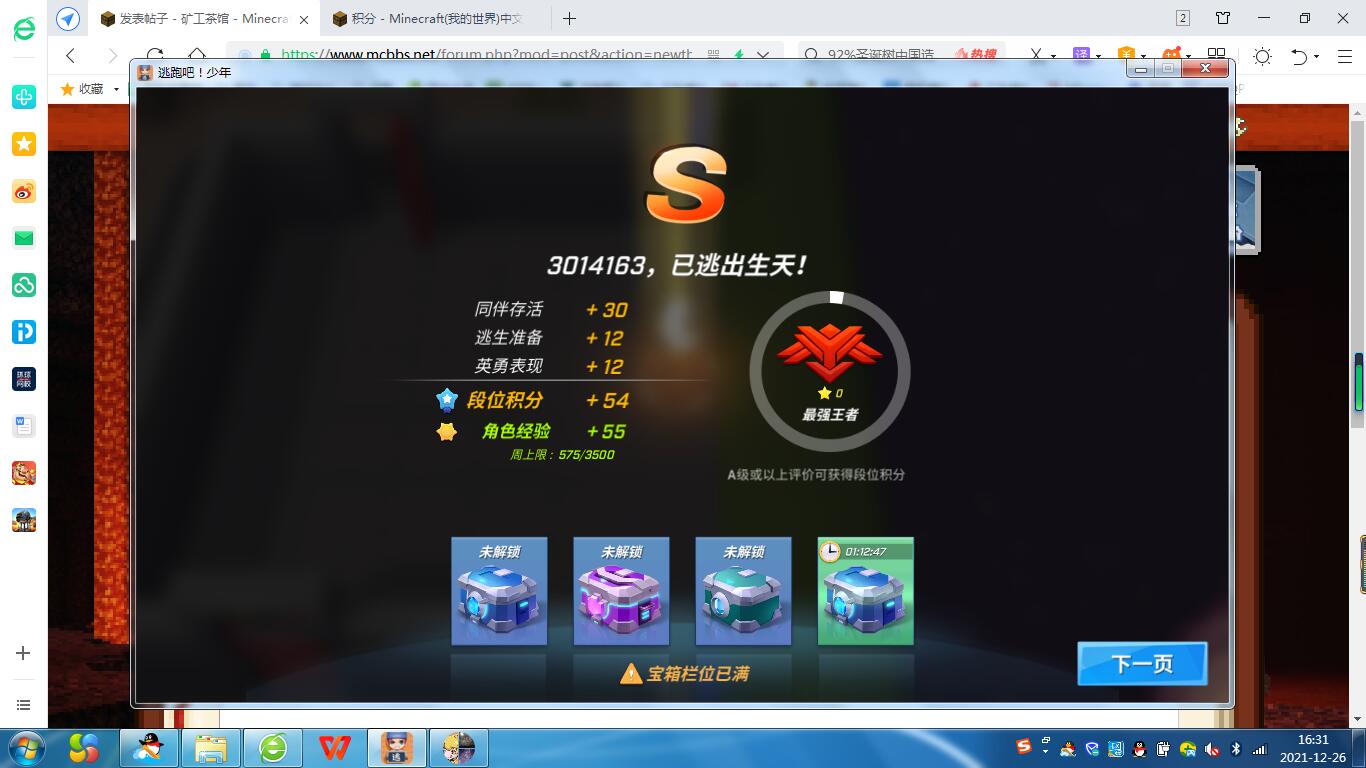 发表帖子 - 矿工茶馆 - Minecra
积分 - Minecraft(我的世界)中文
2
https://www.mcbbs.net/forum.php?mod=post&action=newth
92%圣诞树中国造
热搜
译
收藏
逃跑吧！少年
S
3014163，已逃出生天！
同伴存活 +30
逃生准备 +12
英勇表现 +12
段位积分 +54
角色经验 +55
周上限：575/3500
0
最强王者
A级或以上评价可获得段位积分
未解锁
未解锁
未解锁
01:12:47
宝箱栏位已满
下一页
16:31
2021-12-26